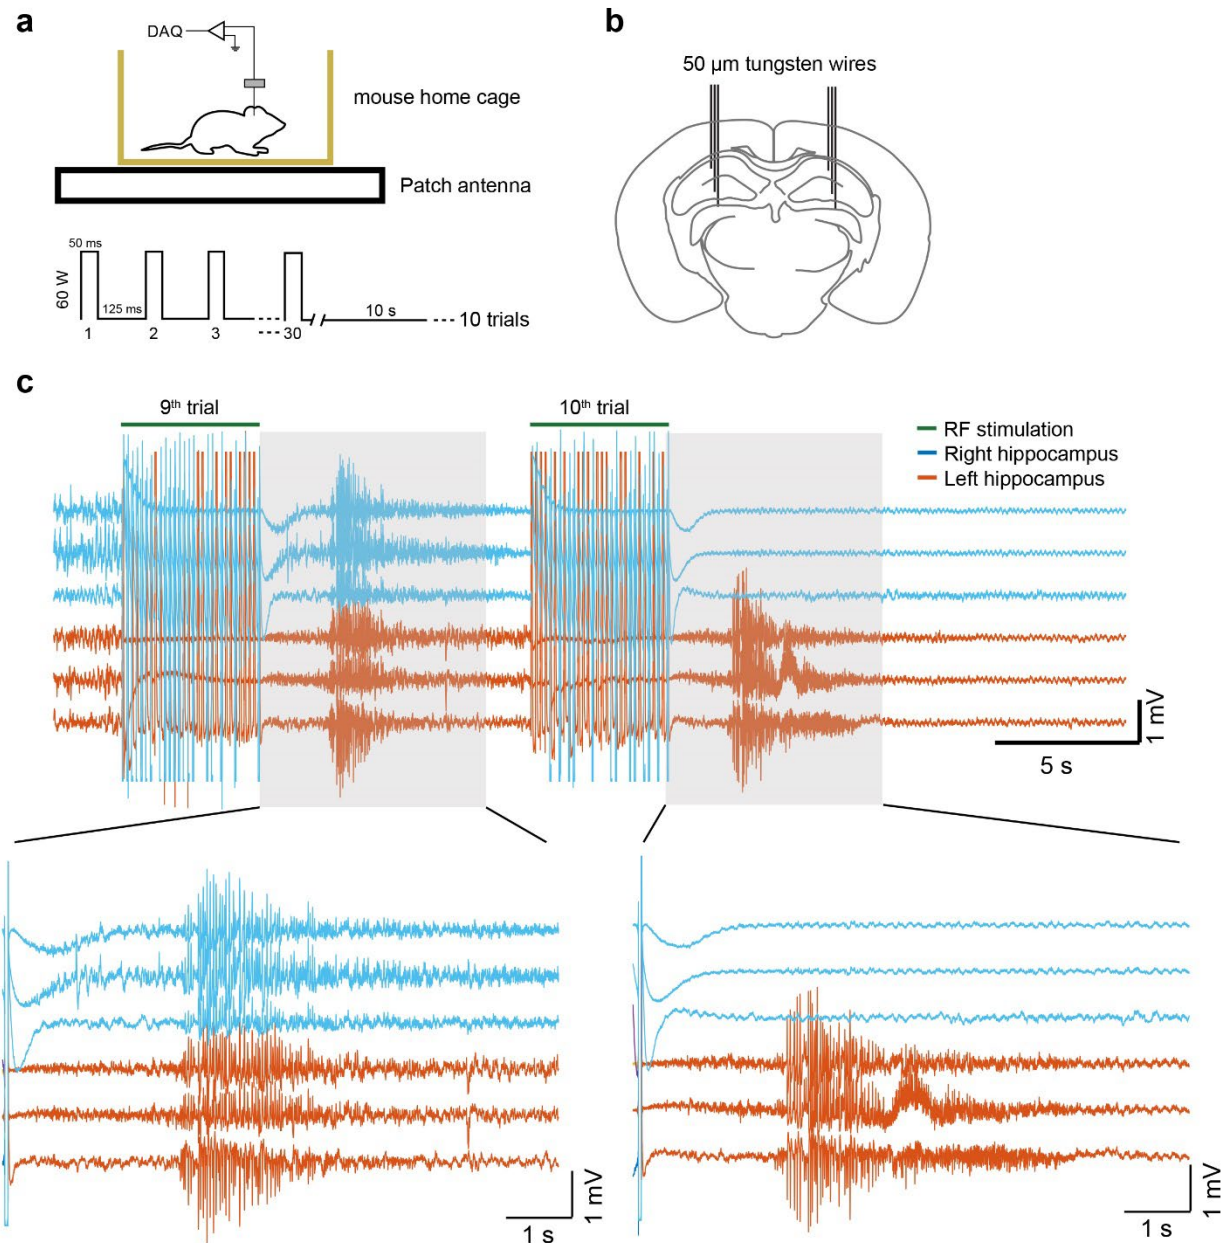 a
DAQ
mouse home cage
Patch antenna
50 ms
60 W
125 ms
10 s
10 trials
1 2 3 30
b
50 µm tungsten wires
c
9th trial
10th trial
RF stimulation
Right hippocampus
Left hippocampus
1 mV
5 s
1 mV
1 s
1 mV
1 s